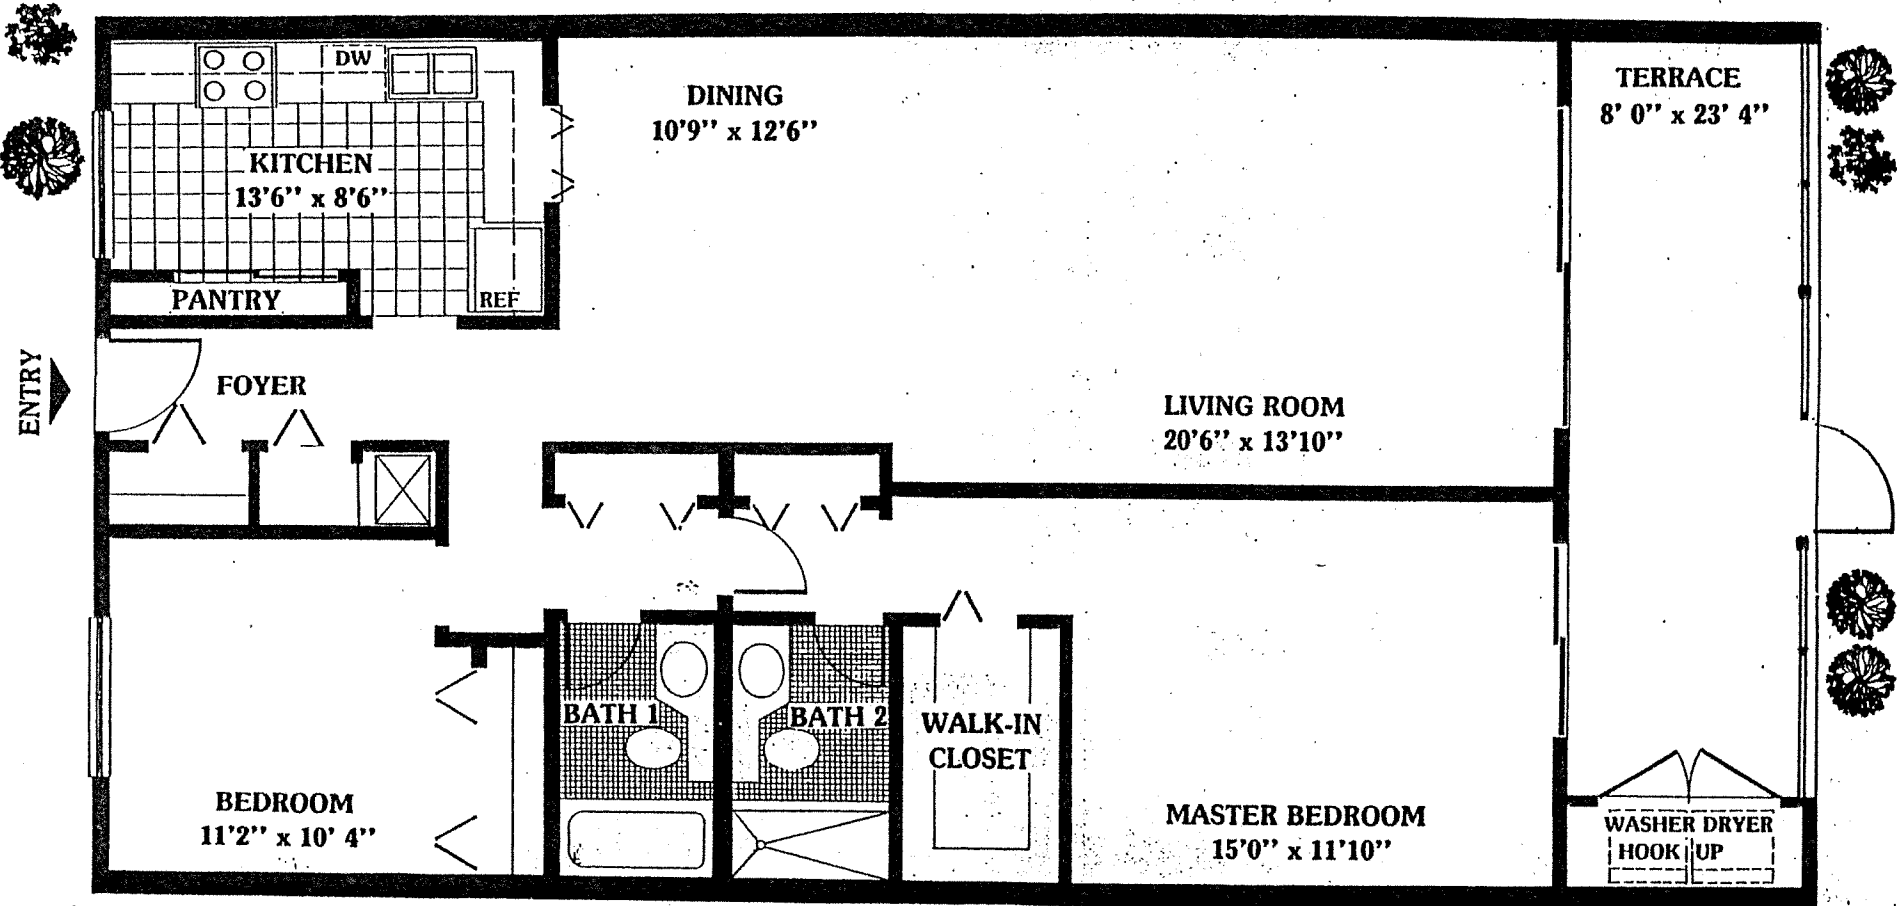 DW
DINING
10'9" x 12'6"
TERRACE
8' 0" x 23' 4"
KITCHEN
13'6" x 8'6"
PANTRY
REF
ENTRY
FOYER
LIVING ROOM
20'6" x 13'10"
BATH 1
BATH 2
WALK-IN
CLOSET
BEDROOM
11'2" x 10' 4"
MASTER BEDROOM
15'0" x 11'10"
WASHER DRYER
HOOK UP